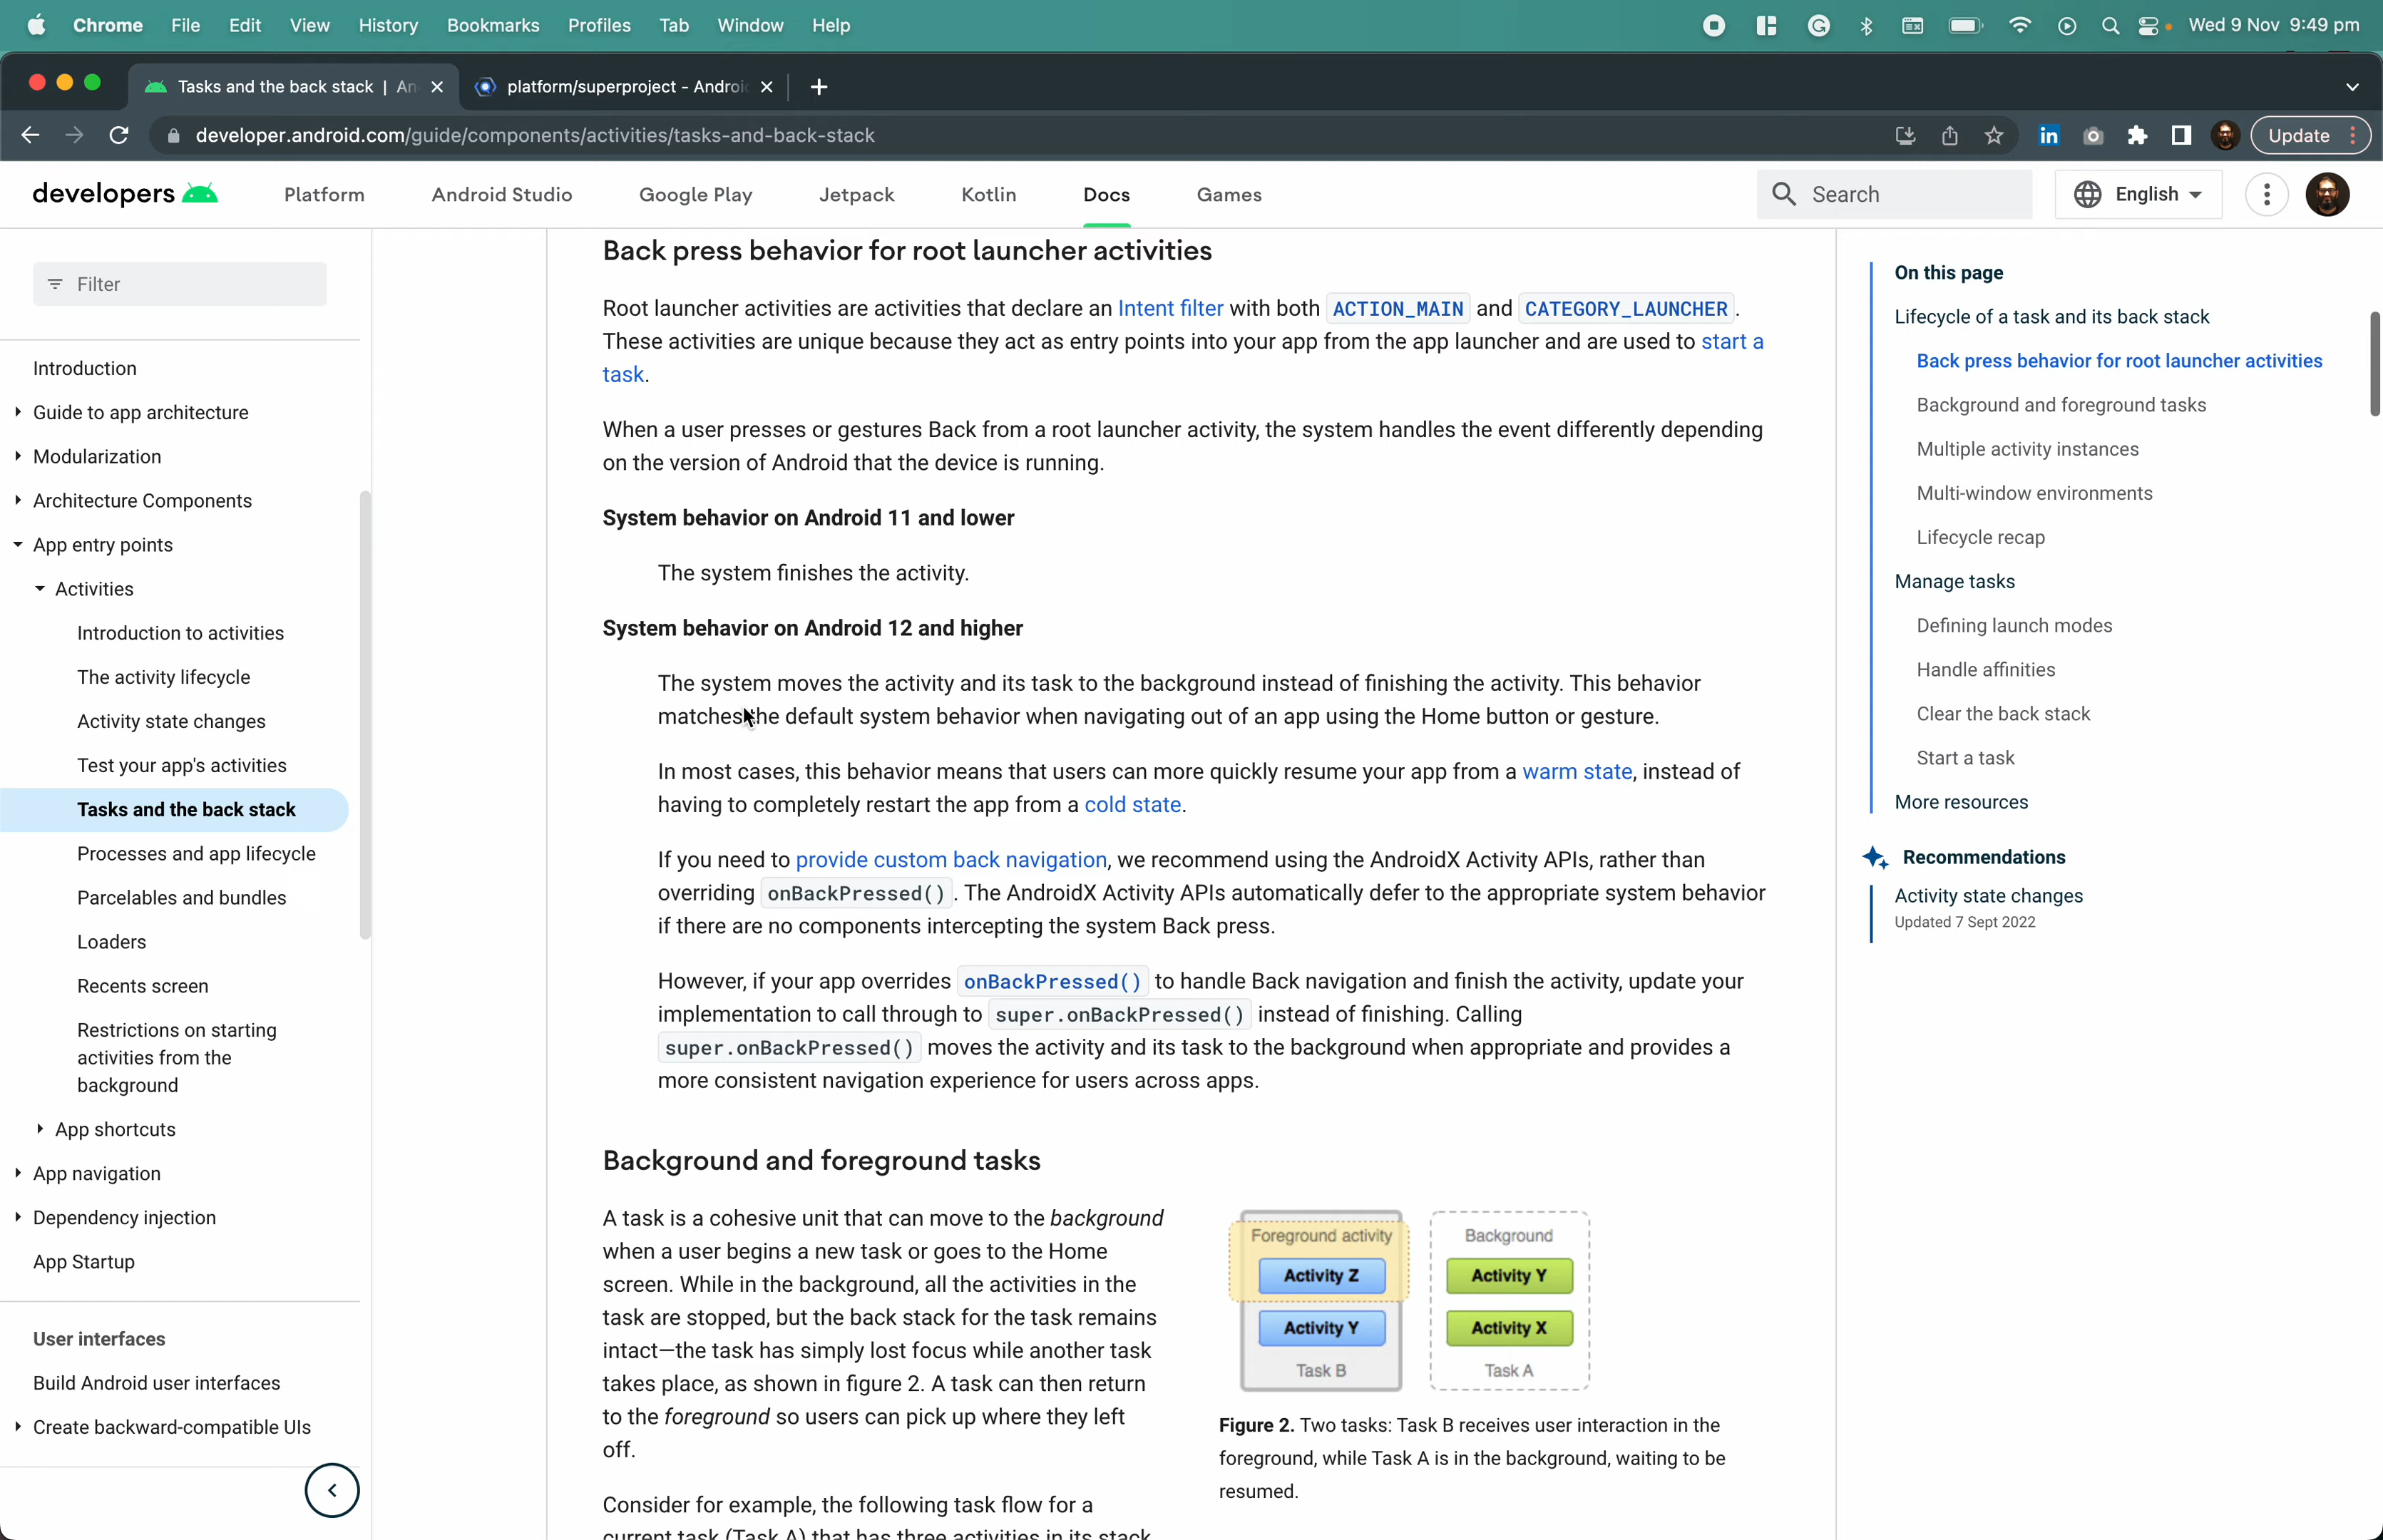 Chrome File Edit View History Bookmarks Profiles Tab Window Help Wed 9 Nov 9:49 pm
Tasks and the back stack | An
platform/superproject - Androi
developer.android.com/guide/components/activities/tasks-and-back-stack
Update
developers Platform Android Studio Google Play Jetpack Kotlin Docs Games Search English
Filter
Introduction
Guide to app architecture
Modularization
Architecture Components
App entry points
Activities
Introduction to activities
The activity lifecycle
Activity state changes
Test your app's activities
Tasks and the back stack
Processes and app lifecycle
Parcelables and bundles
Loaders
Recents screen
Restrictions on starting
activities from the
background
App shortcuts
App navigation
Dependency injection
App Startup
User interfaces
Build Android user interfaces
Create backward-compatible UIs
Back press behavior for root launcher activities
Root launcher activities are activities that declare an Intent filter with both ACTION_MAIN and CATEGORY_LAUNCHER.
These activities are unique because they act as entry points into your app from the app launcher and are used to start a
task.
When a user presses or gestures Back from a root launcher activity, the system handles the event differently depending
on the version of Android that the device is running.
System behavior on Android 11 and lower
The system finishes the activity.
System behavior on Android 12 and higher
The system moves the activity and its task to the background instead of finishing the activity. This behavior
matches the default system behavior when navigating out of an app using the Home button or gesture.
In most cases, this behavior means that users can more quickly resume your app from a warm state, instead of
having to completely restart the app from a cold state.
If you need to provide custom back navigation, we recommend using the AndroidX Activity APIs, rather than
overriding onBackPressed(). The AndroidX Activity APIs automatically defer to the appropriate system behavior
if there are no components intercepting the system Back press.
However, if your app overrides onBackPressed() to handle Back navigation and finish the activity, update your
implementation to call through to super.onBackPressed() instead of finishing. Calling
super.onBackPressed() moves the activity and its task to the background when appropriate and provides a
more consistent navigation experience for users across apps.
Background and foreground tasks
A task is a cohesive unit that can move to the background
when a user begins a new task or goes to the Home
screen. While in the background, all the activities in the
task are stopped, but the back stack for the task remains
intact—the task has simply lost focus while another task
takes place, as shown in figure 2. A task can then return
to the foreground so users can pick up where they left
off.
Consider for example, the following task flow for a
current task (Task A) that has three activities in its stack
Foreground activity
Activity Z
Activity Y
Task B
Background
Activity Y
Activity X
Task A
Figure 2. Two tasks: Task B receives user interaction in the
foreground, while Task A is in the background, waiting to be
resumed.
On this page
Lifecycle of a task and its back stack
Back press behavior for root launcher activities
Background and foreground tasks
Multiple activity instances
Multi-window environments
Lifecycle recap
Manage tasks
Defining launch modes
Handle affinities
Clear the back stack
Start a task
More resources
Recommendations
Activity state changes
Updated 7 Sept 2022